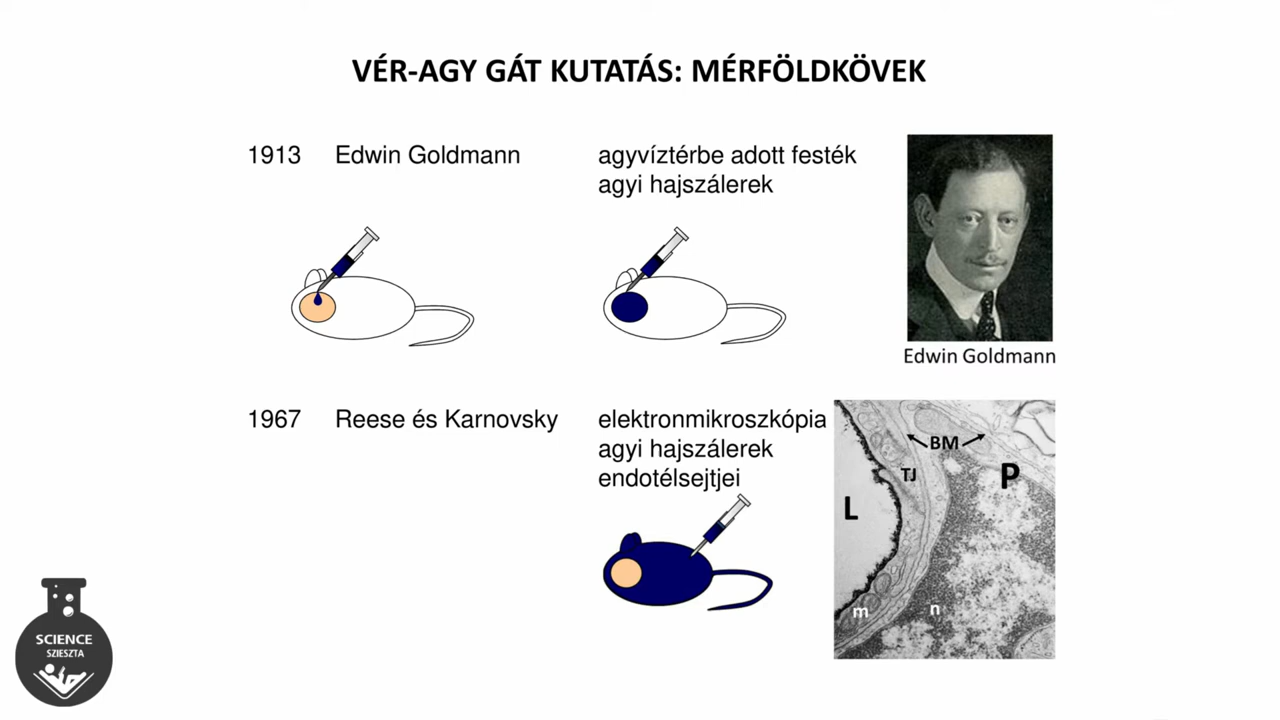 VÉR-AGY GÁT KUTATÁS: MÉRFÖLDKÖVEK
1913 Edwin Goldmann agyvíztérbe adott festék
agyi hajszálerek
Edwin Goldmann
1967 Reese és Karnovsky elektronmikroszkópia
agyi hajszálerek
endotélsejtjei
BM
TJ
P
L
m
n
SCIENCE
SZIESZTA